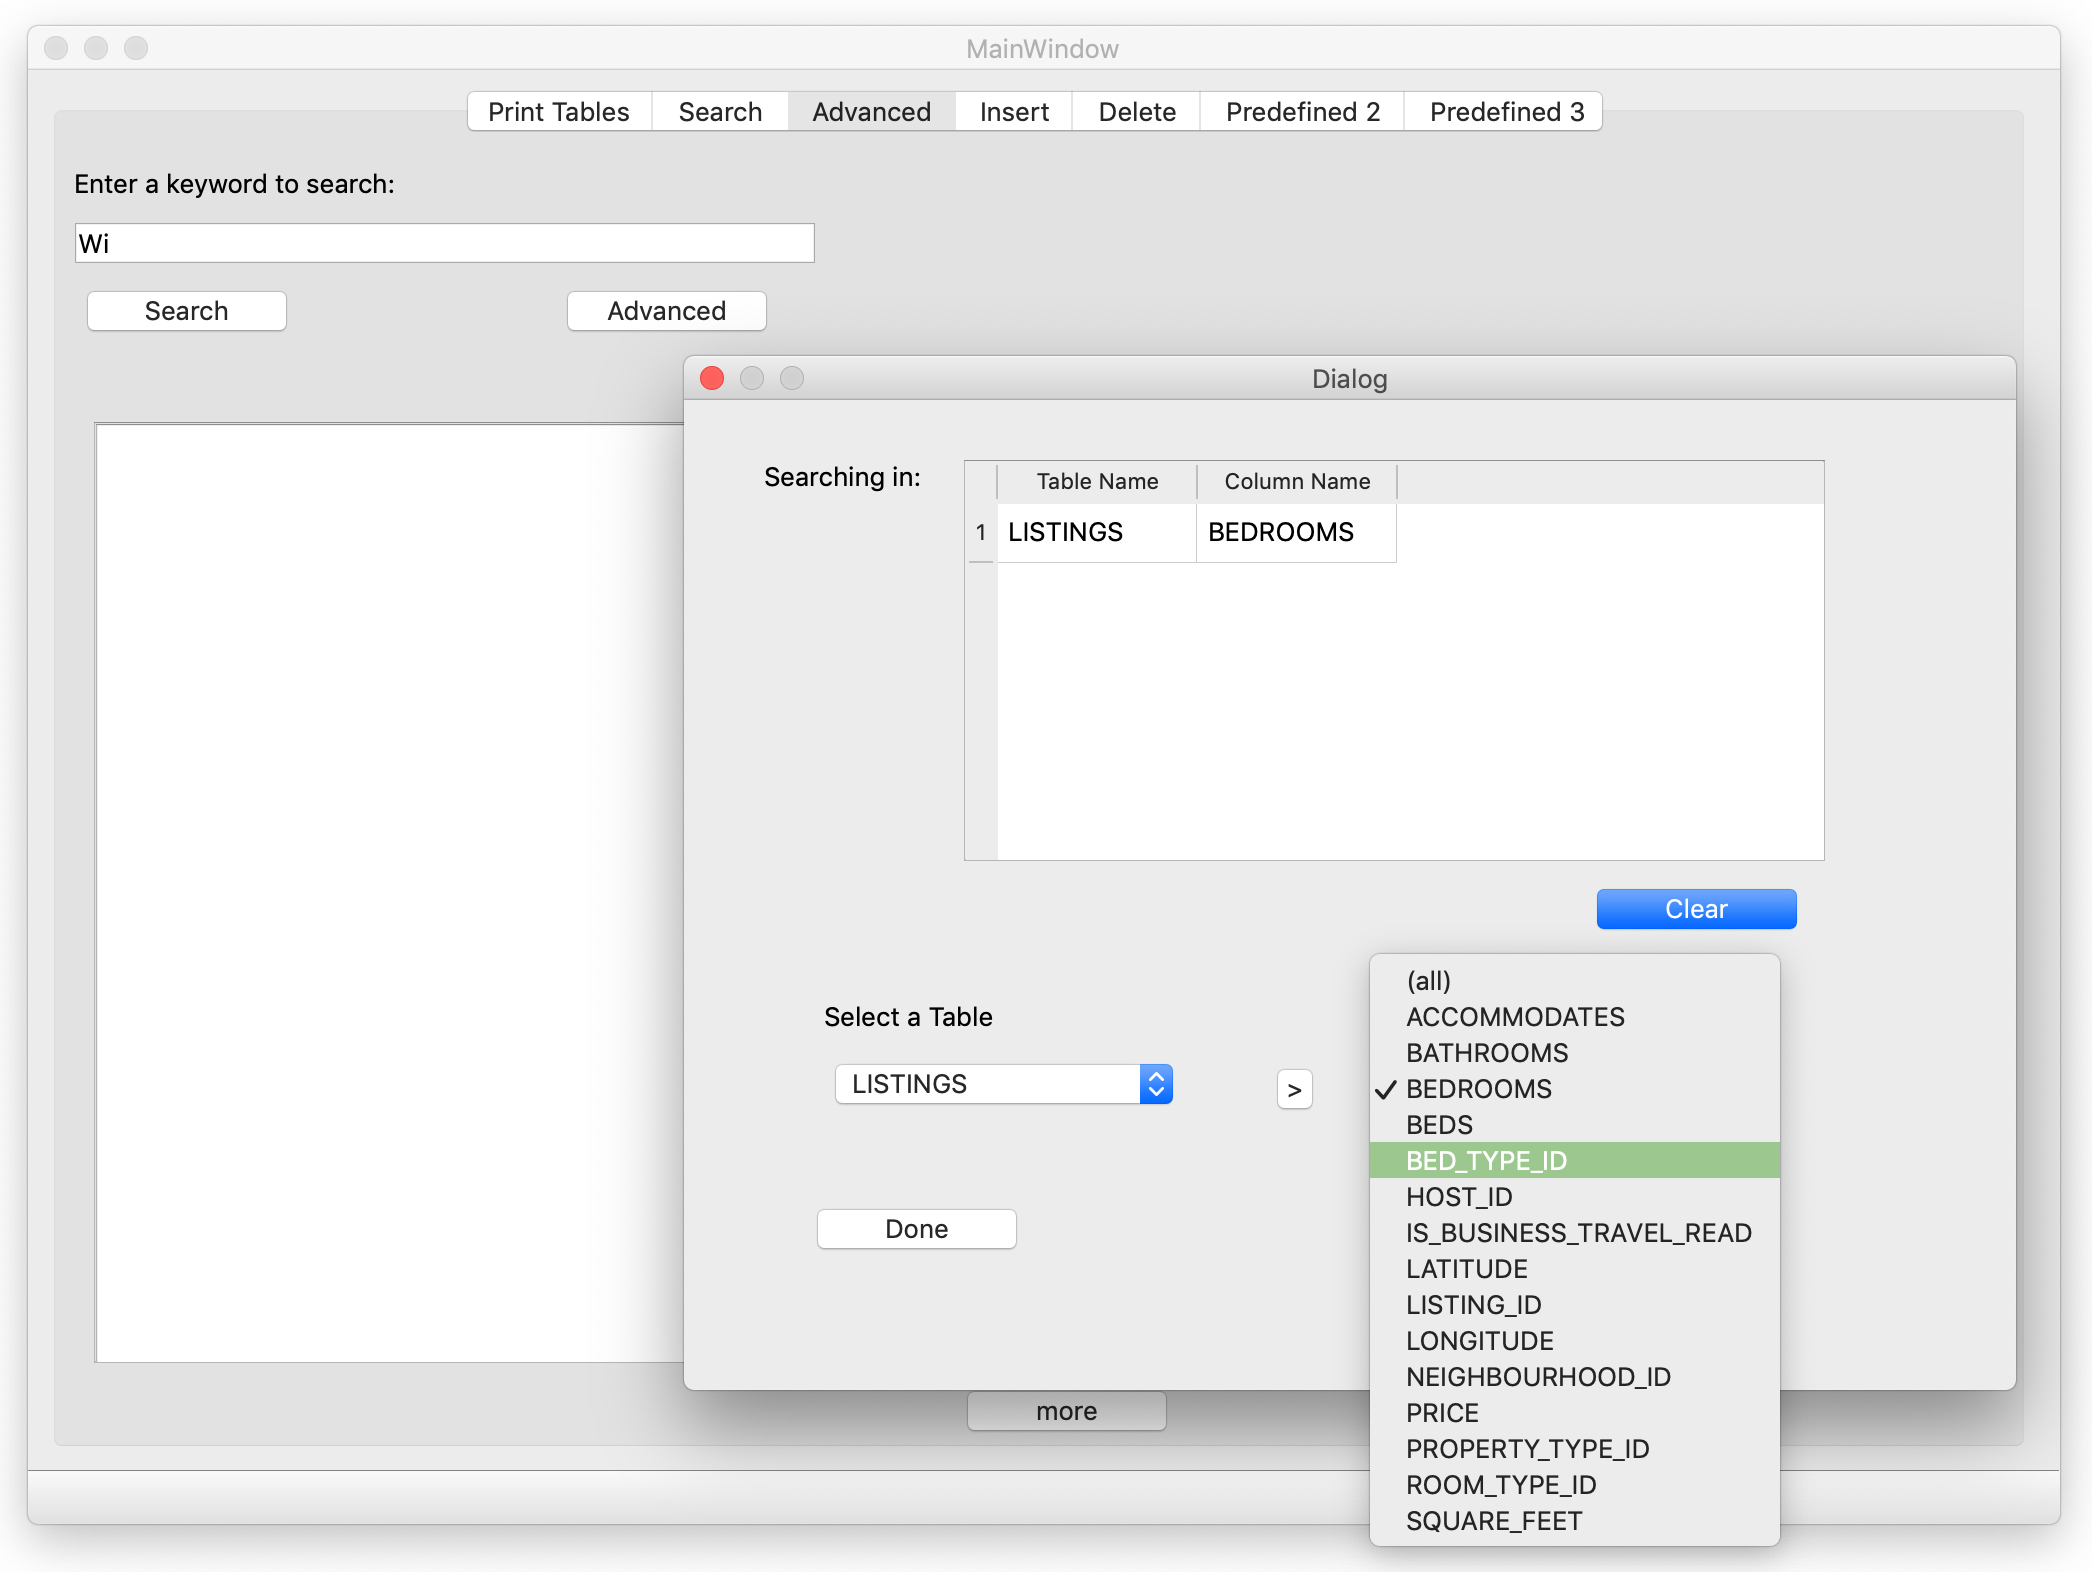 MainWindow
Print Tables Search Advanced Insert Delete Predefined 2 Predefined 3
Enter a keyword to search:
Wi
Search Advanced
Dialog
Searching in:
Table Name Column Name
1 LISTINGS BEDROOMS
Clear
Select a Table
LISTINGS
>
(all)
ACCOMMODATES
BATHROOMS
✓ BEDROOMS
BEDS
BED_TYPE_ID
HOST_ID
IS_BUSINESS_TRAVEL_READ
LATITUDE
LISTING_ID
LONGITUDE
NEIGHBOURHOOD_ID
PRICE
PROPERTY_TYPE_ID
ROOM_TYPE_ID
SQUARE_FEET
Done
more